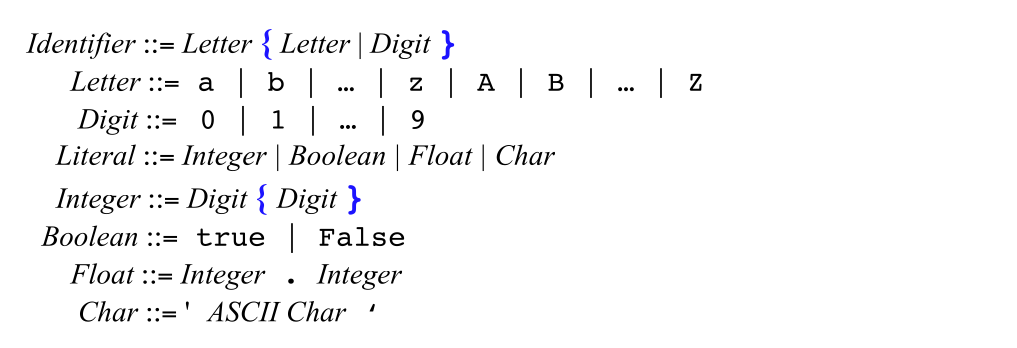 Identifier ::= Letter { Letter | Digit }
Letter ::= a | b | … | z | A | B | … | Z
Digit ::= 0 | 1 | … | 9
Literal ::= Integer | Boolean | Float | Char
Integer ::= Digit { Digit }
Boolean ::= true | False
Float ::= Integer . Integer
Char ::= ' ASCII Char ‘